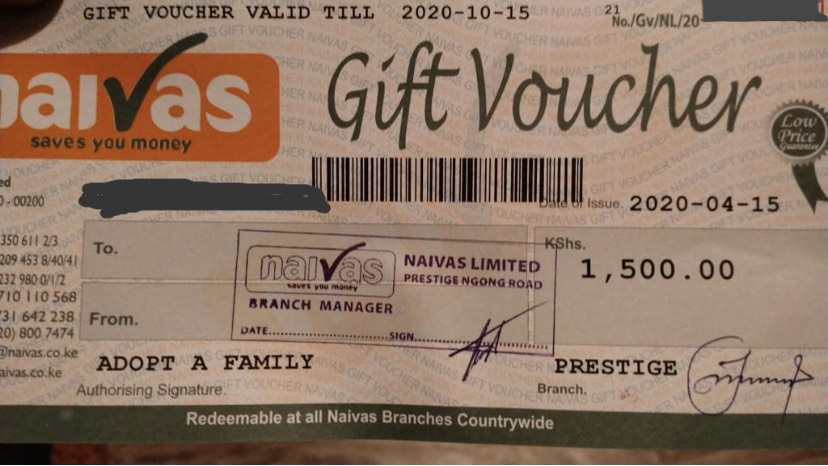 GIFT VOUCHER VALID TILL 2020-10-15
21
No./Gv/NL/20-
naivas
saves you money
Gift Voucher
Low
Price
Guarantee
- 00200
Date of Issue. 2020-04-15
350 611 2/3
209 453 8/40/41
232 980 0/1/2
710 110 568
731 642 238
20) 800 7474
@naivas.co.ke
aivas.co.ke
To.
From.
naivas
saves you money
NAIVAS LIMITED
PRESTIGE NGONG ROAD
BRANCH MANAGER
DATE.................... SIGN....................
KShs.
1,500.00
ADOPT A FAMILY
Authorising Signature.
PRESTIGE
Branch.
Redeemable at all Naivas Branches Countrywide